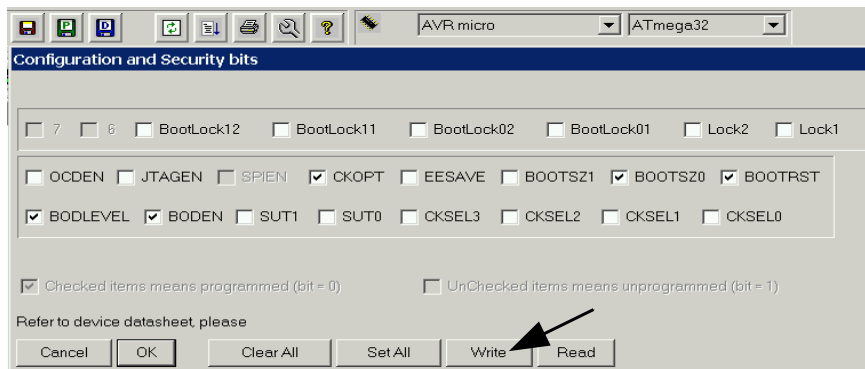 AVR micro ATmega32
Configuration and Security bits
7 6 BootLock12 BootLock11 BootLock02 BootLock01 Lock2 Lock1
OCDEN JTAGEN SPIEN CKOPT EESAVE BOOTSZ1 BOOTSZ0 BOOTRST
BODLEVEL BODEN SUT1 SUT0 CKSEL3 CKSEL2 CKSEL1 CKSEL0
Checked items means programmed (bit = 0) UnChecked items means unprogrammed (bit = 1)
Refer to device datasheet, please
Cancel OK Clear All Set All Write Read